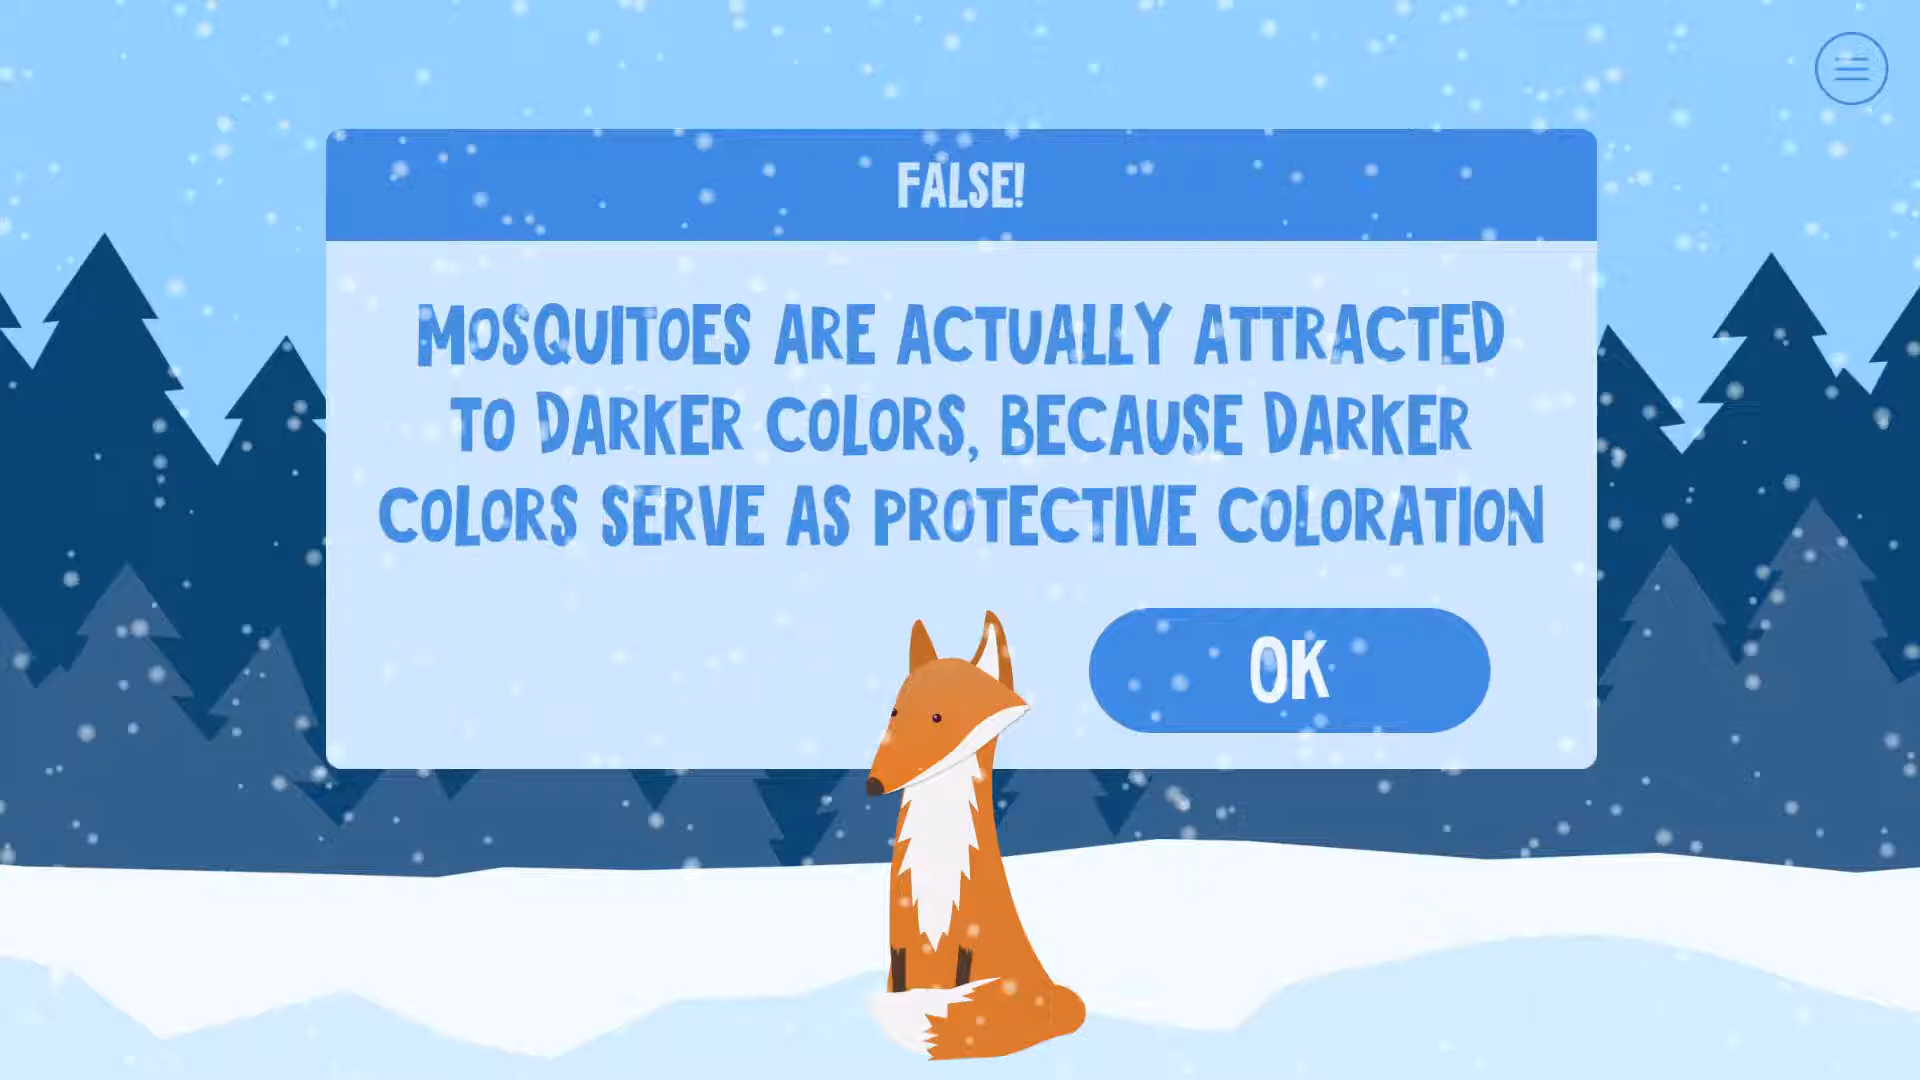 FALSE!
MOSQUITOES ARE ACTUALLY ATTRACTED
TO DARKER COLORS, BECAUSE DARKER
COLORS SERVE AS PROTECTIVE COLORATION
OK